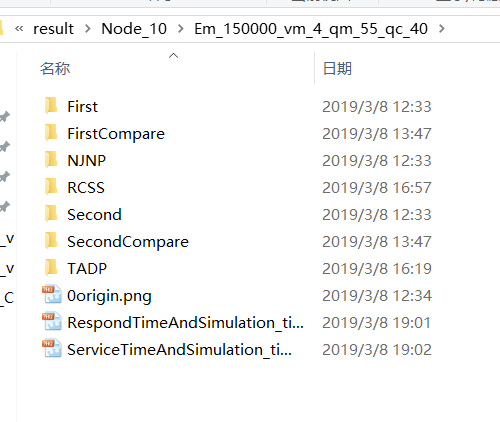 result > Node_10 > Em_150000_vm_4_qm_55_qc_40 >
名称 日期
First 2019/3/8 12:33
FirstCompare 2019/3/8 13:47
NJNP 2019/3/8 12:33
RCSS 2019/3/8 16:57
Second 2019/3/8 12:33
SecondCompare 2019/3/8 13:47
_v
TADP 2019/3/8 16:19
_v
0origin.png 2019/3/8 12:34
_C
RespondTimeAndSimulation_ti... 2019/3/8 19:01
ServiceTimeAndSimulation_ti... 2019/3/8 19:02